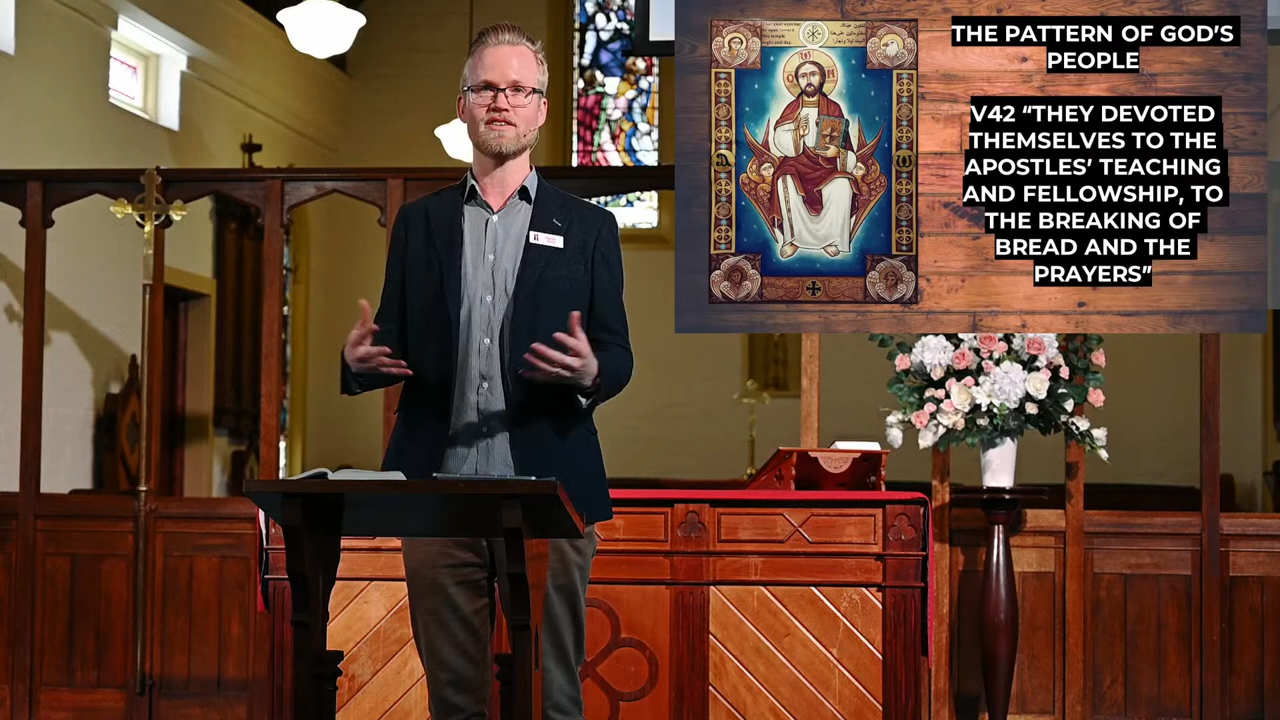 THE PATTERN OF GOD'S
PEOPLE
V42 “THEY DEVOTED
THEMSELVES TO THE
APOSTLES’ TEACHING
AND FELLOWSHIP, TO
THE BREAKING OF
BREAD AND THE
PRAYERS”